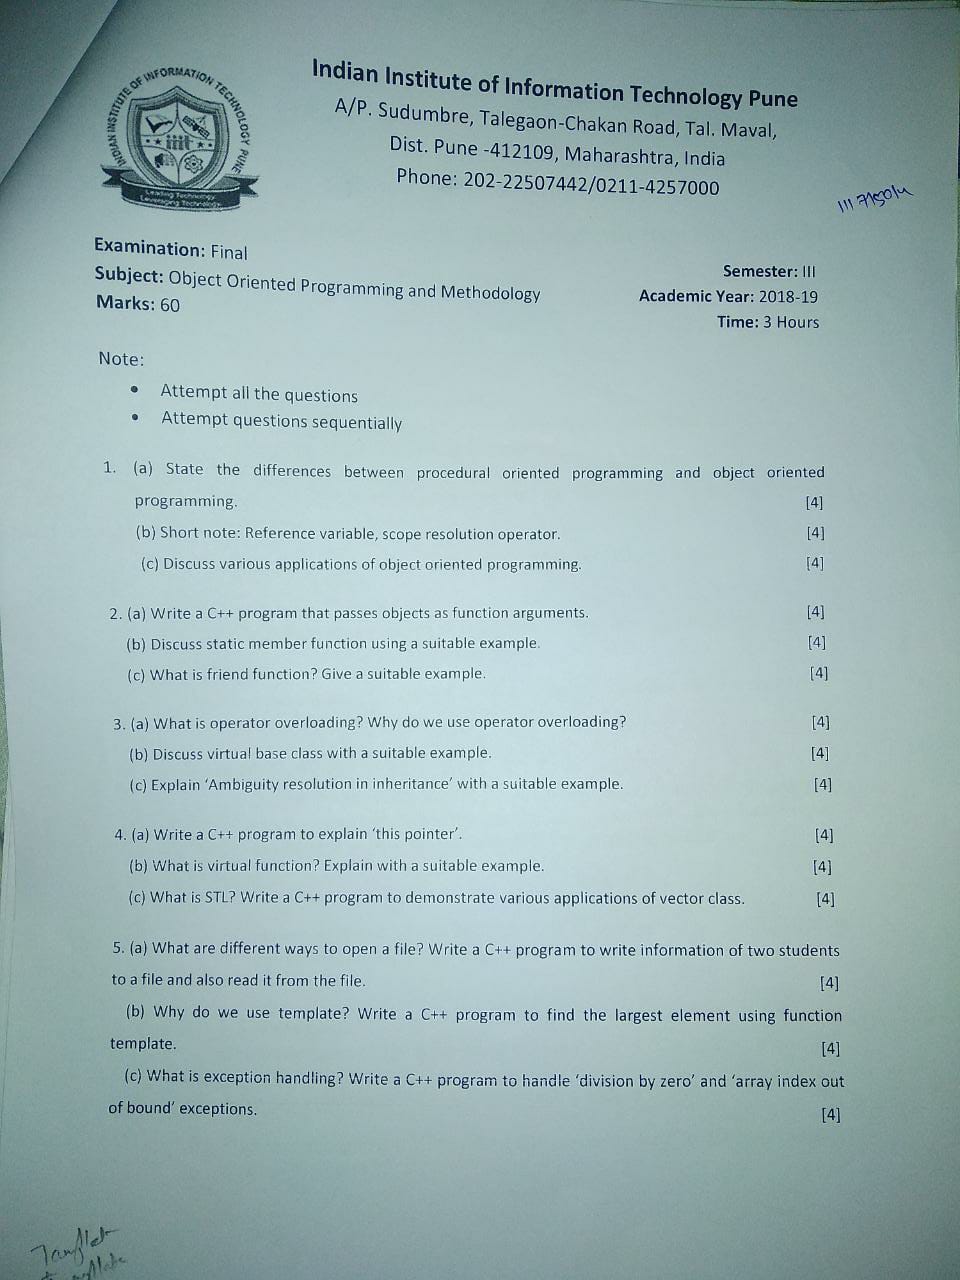 INDIAN INSTITUTE OF INFORMATION TECHNOLOGY PUNE
iiit
Leading Technology
Leveraging Technology
Indian Institute of Information Technology Pune
A/P. Sudumbre, Talegaon-Chakan Road, Tal. Maval,
Dist. Pune -412109, Maharashtra, India
Phone: 202-22507442/0211-4257000
Examination: Final
Subject: Object Oriented Programming and Methodology
Marks: 60
Semester: III
Academic Year: 2018-19
Time: 3 Hours
Note:
• Attempt all the questions
• Attempt questions sequentially
1. (a) State the differences between procedural oriented programming and object oriented
programming. [4]
(b) Short note: Reference variable, scope resolution operator. [4]
(c) Discuss various applications of object oriented programming. [4]
2. (a) Write a C++ program that passes objects as function arguments. [4]
(b) Discuss static member function using a suitable example. [4]
(c) What is friend function? Give a suitable example. [4]
3. (a) What is operator overloading? Why do we use operator overloading? [4]
(b) Discuss virtual base class with a suitable example. [4]
(c) Explain ‘Ambiguity resolution in inheritance’ with a suitable example. [4]
4. (a) Write a C++ program to explain ‘this pointer’. [4]
(b) What is virtual function? Explain with a suitable example. [4]
(c) What is STL? Write a C++ program to demonstrate various applications of vector class. [4]
5. (a) What are different ways to open a file? Write a C++ program to write information of two students
to a file and also read it from the file. [4]
(b) Why do we use template? Write a C++ program to find the largest element using function
template. [4]
(c) What is exception handling? Write a C++ program to handle ‘division by zero’ and ‘array index out
of bound’ exceptions. [4]